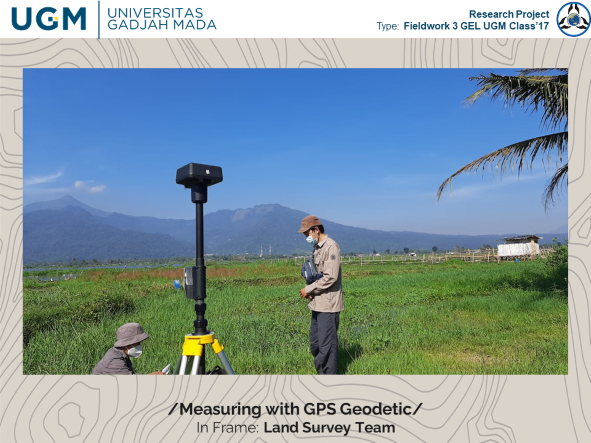 UGM
UNIVERSITAS
GADJAH MADA
Research Project
Type: Fieldwork 3 GEL UGM Class'17
/Measuring with GPS Geodetic/
In Frame: Land Survey Team